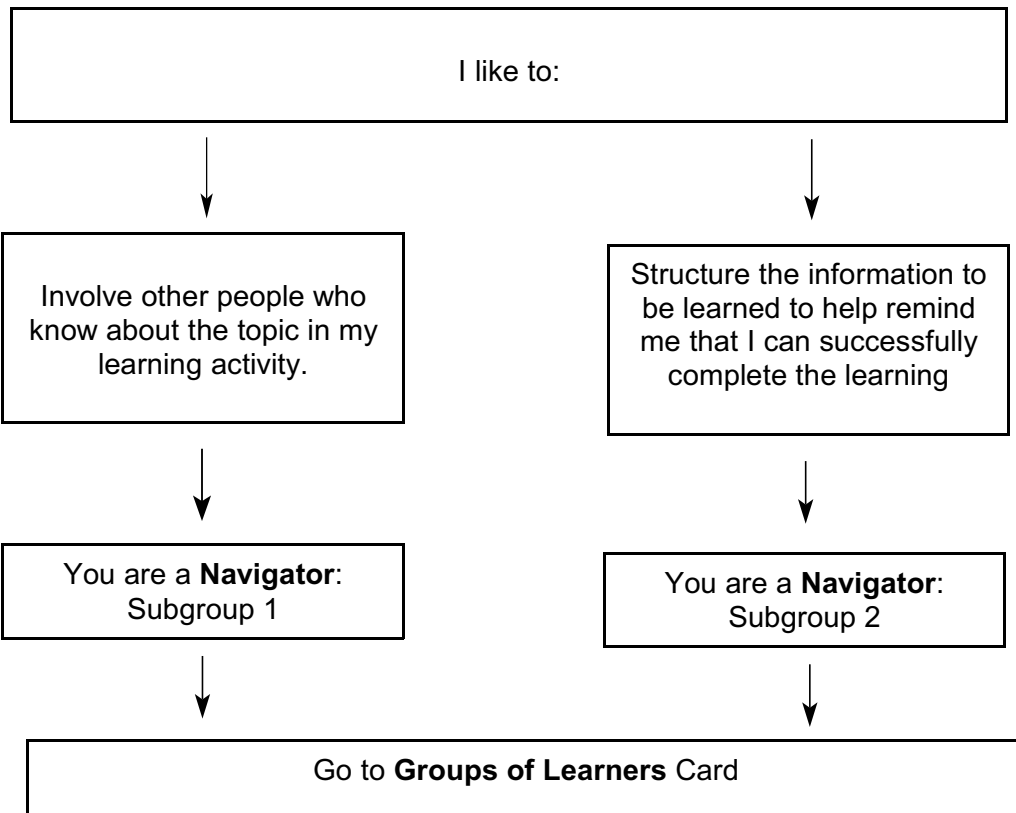 I like to:
Involve other people who
know about the topic in my
learning activity.
Structure the information to
be learned to help remind
me that I can successfully
complete the learning
You are a Navigator:
Subgroup 1
You are a Navigator:
Subgroup 2
Go to Groups of Learners Card